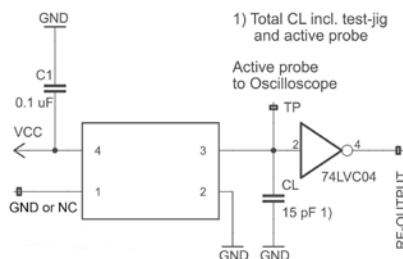 GND
1) Total CL incl. test-jig
and active probe
C1
0.1 uF
Active probe
to Oscilloscope
TP
VCC
4
3
2
4
1
2
CL
74LVC04
GND or NC
15 pF 1)
GND
GND
RF-OUTPUT